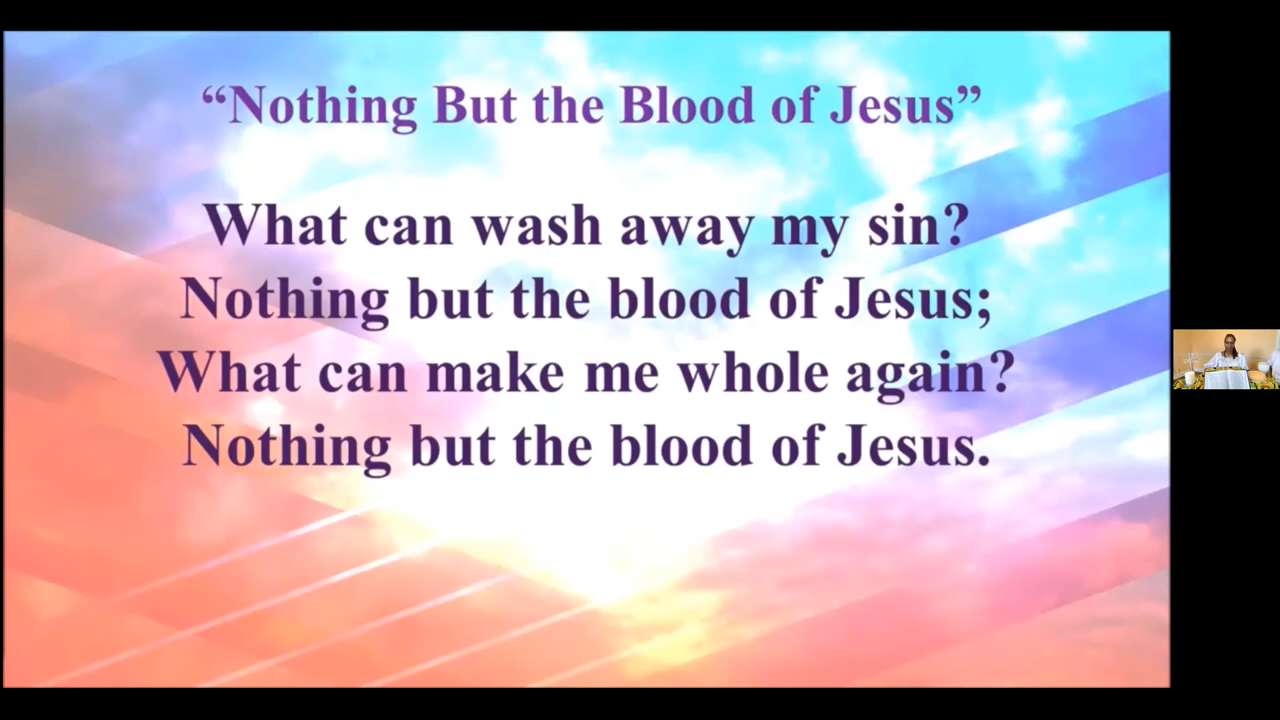 “Nothing But the Blood of Jesus”
What can wash away my sin?
Nothing but the blood of Jesus;
What can make me whole again?
Nothing but the blood of Jesus.